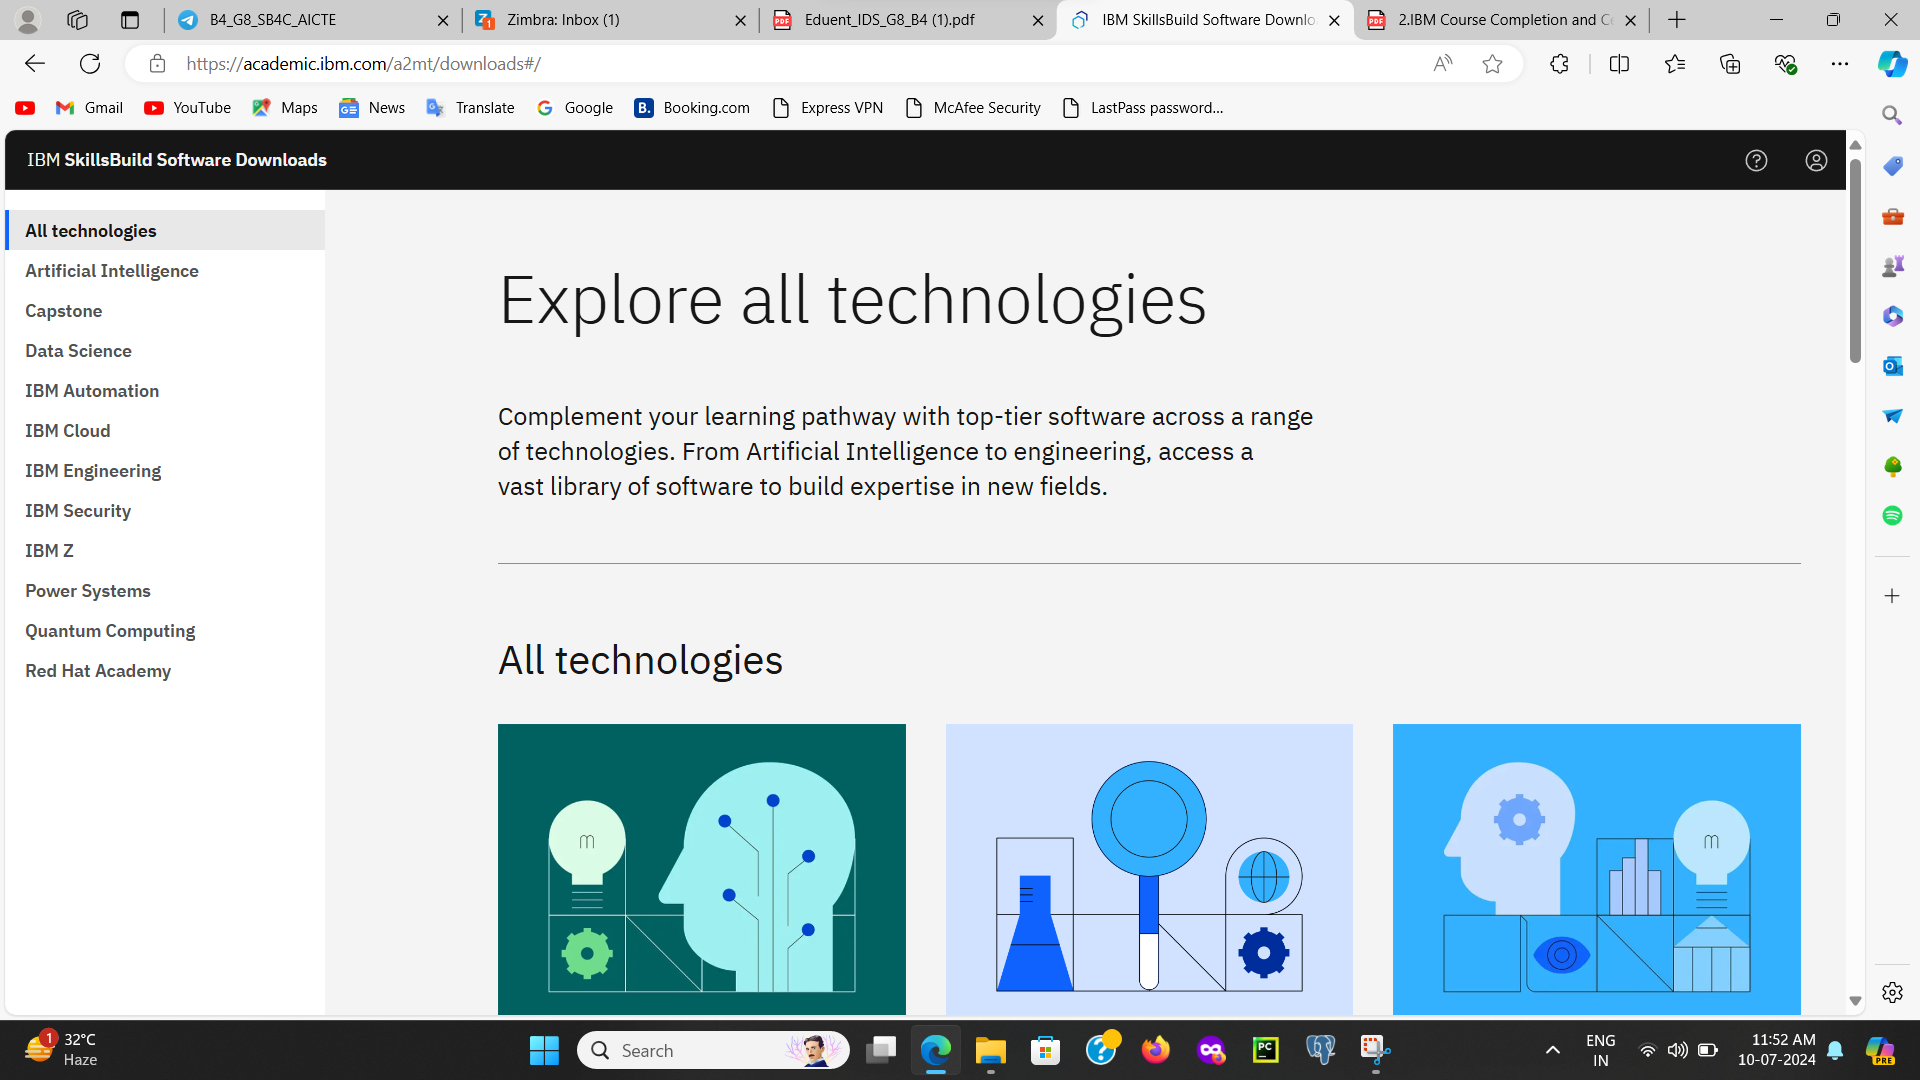 B4_G8_SB4C_AICTE
Zimbra: Inbox (1)
Eduent_IDS_G8_B4 (1).pdf
IBM SkillsBuild Software Downlo
2.IBM Course Completion and Ce
https://academic.ibm.com/a2mt/downloads#/
Gmail
YouTube
Maps
News
Translate
Google
Booking.com
Express VPN
McAfee Security
LastPass password...
IBM SkillsBuild Software Downloads
All technologies
Artificial Intelligence
Capstone
Data Science
IBM Automation
IBM Cloud
IBM Engineering
IBM Security
IBM Z
Power Systems
Quantum Computing
Red Hat Academy
Explore all technologies
Complement your learning pathway with top-tier software across a range
of technologies. From Artificial Intelligence to engineering, access a
vast library of software to build expertise in new fields.
All technologies
1
32°C
Haze
Search
ENG
IN
11:52 AM
10-07-2024